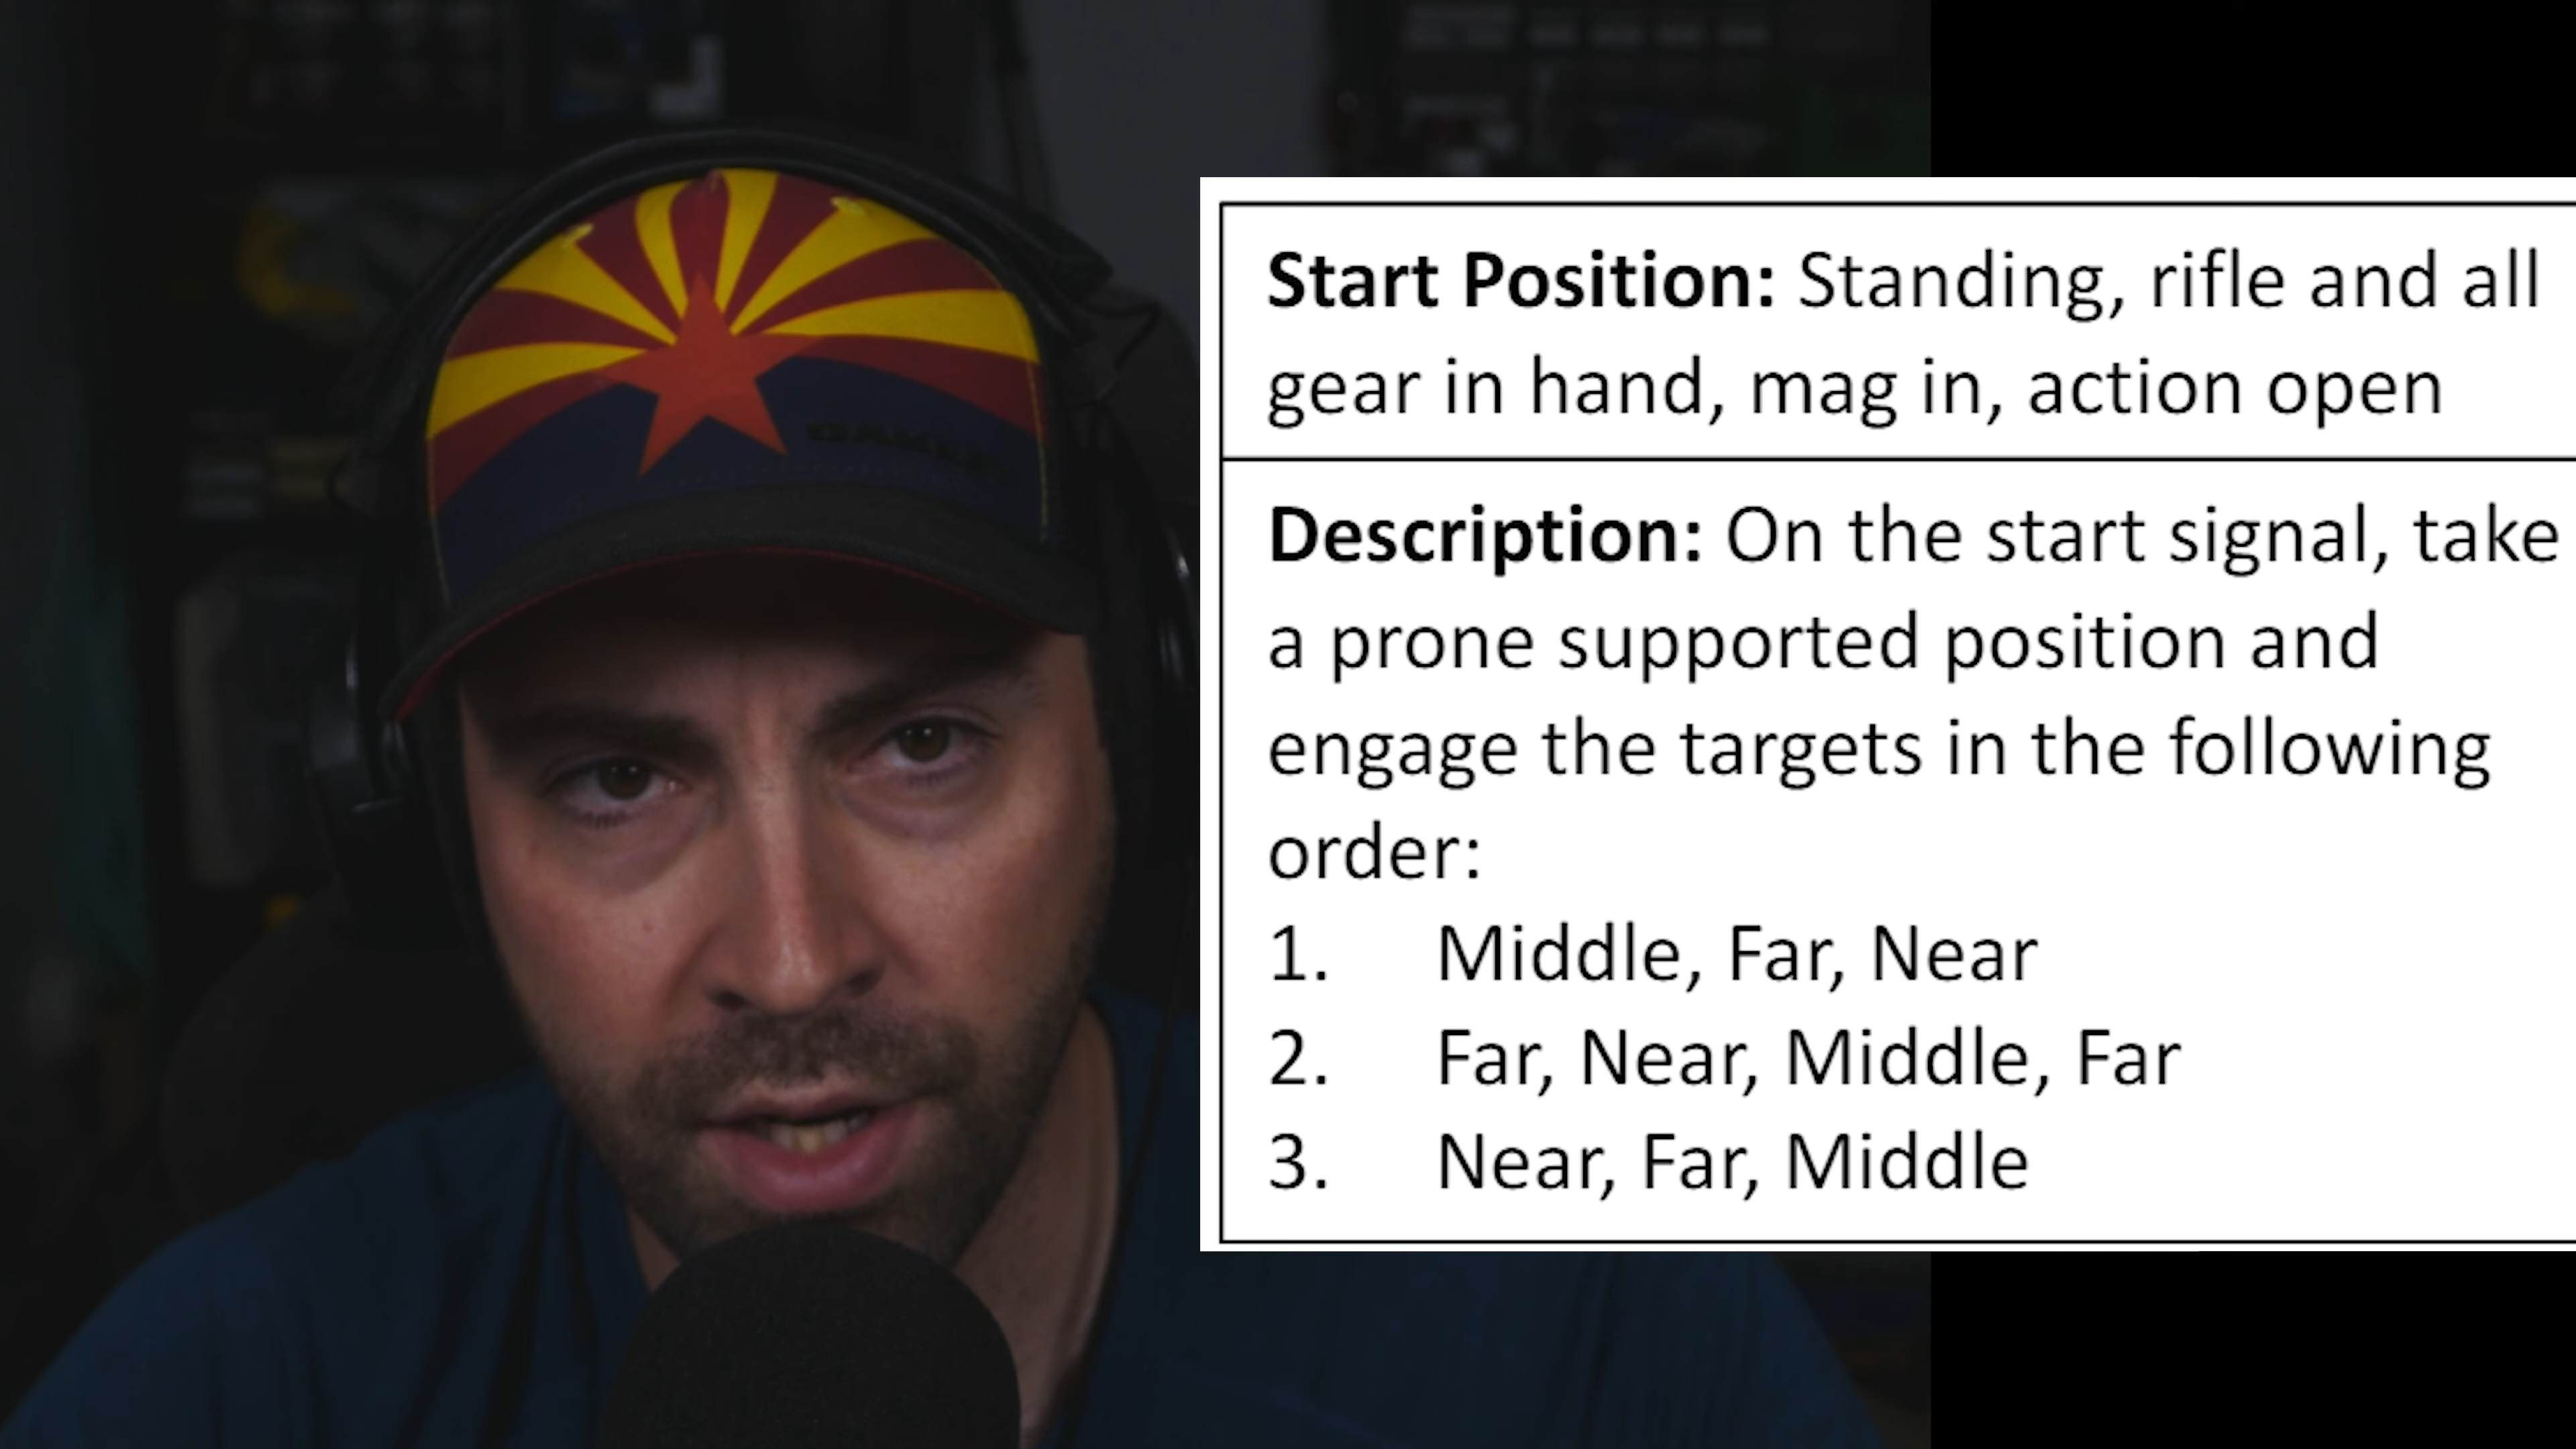 OAKLEY
Start Position: Standing, rifle and all
gear in hand, mag in, action open
Description: On the start signal, take
a prone supported position and
engage the targets in the following
order:
1. Middle, Far, Near
2. Far, Near, Middle, Far
3. Near, Far, Middle